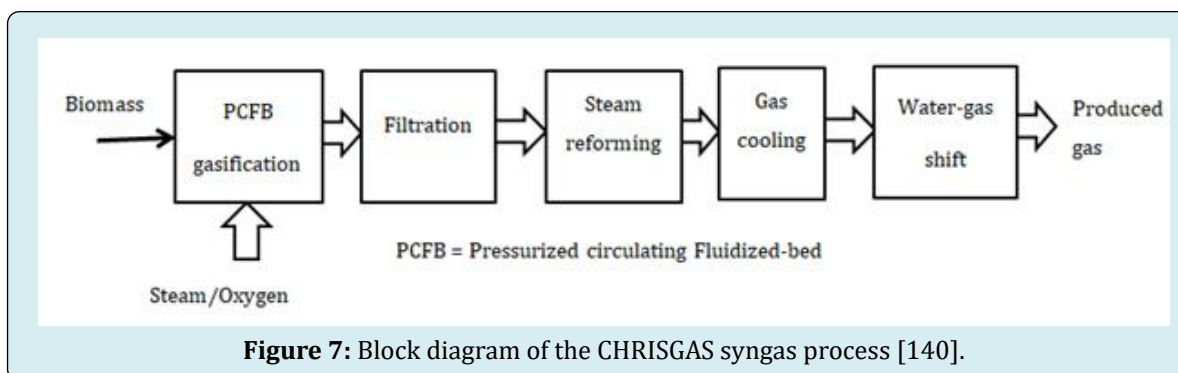 Biomass
PCFB
gasification
Filtration
Steam
reforming
Gas
cooling
Water-gas
shift
Produced
gas
Steam/Oxygen
PCFB = Pressurized circulating Fluidized-bed
Figure 7: Block diagram of the CHRISGAS syngas process [140].